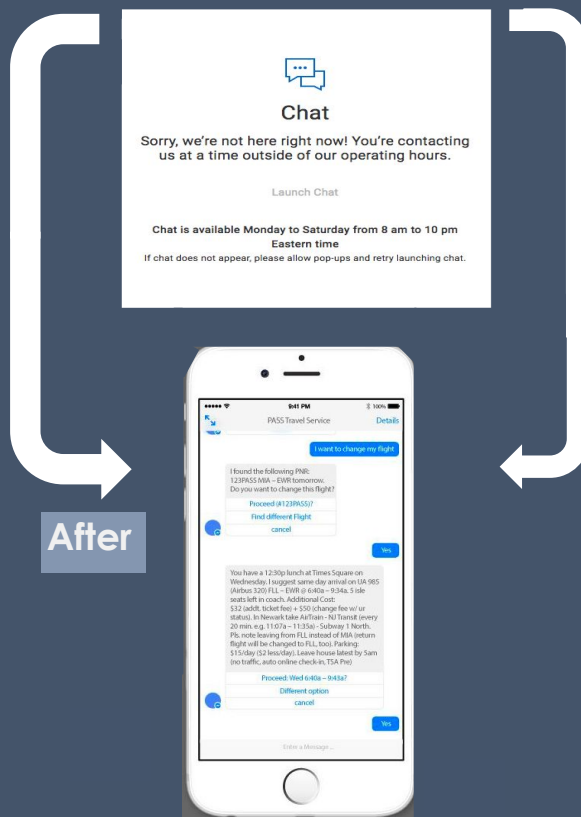 Chat
Sorry, we're not here right now! You're contacting
us at a time outside of our operating hours.
Launch Chat
Chat is available Monday to Saturday from 8 am to 10 pm
Eastern time
If chat does not appear, please allow pop-ups and retry launching chat.
After
9:41 PM
100%
PASS Travel Service
Details
I want to change my flight
I found the following PNR:
123PASS MIA – EWR tomorrow.
Do you want to change this flight?
Proceed (#123PASS)?
Find different Flight
cancel
Yes
You have a 12:30p lunch at Times Square on
Wednesday. I suggest same day arrival on UA 985
(Airbus 320) FLL – EWR @ 6:40a – 9:34a. 5 isle
seats left in coach. Additional Cost:
$32 (addt. ticket fee) + $50 (change fee w/ ur
status). In Newark take AirTrain - NJ Transit (every
20 min. e.g. 11:07a – 11:35a) - Subway 1 North.
Pls. note leaving from FLL instead of MIA (return
flight will be changed to FLL, too). Parking:
$15/day ($2 less/day). Leave house latest by 5am
(no traffic, auto online check-in, TSA Pre)
Proceed: Wed 6:40a – 9:43a?
Different option
cancel
Yes
Enter a Message...